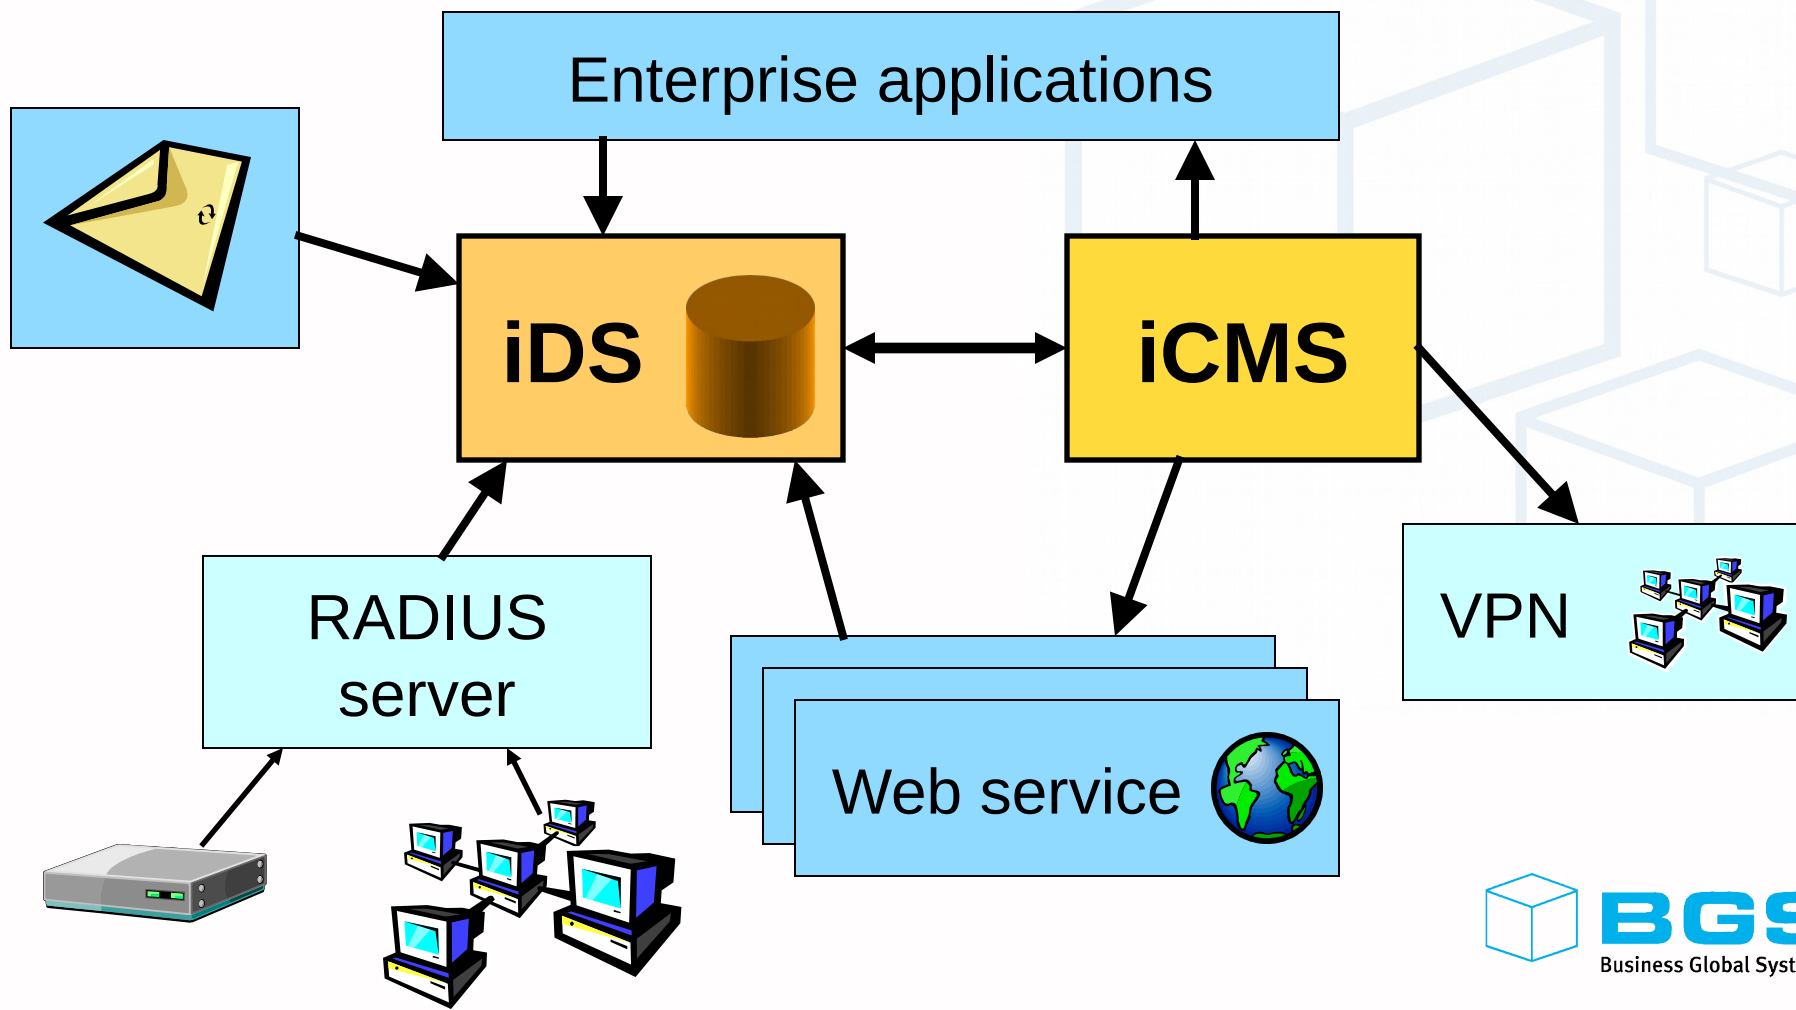 Enterprise applications
iDS
iCMS
RADIUS
server
VPN
Web service
BGS
Business Global Syst